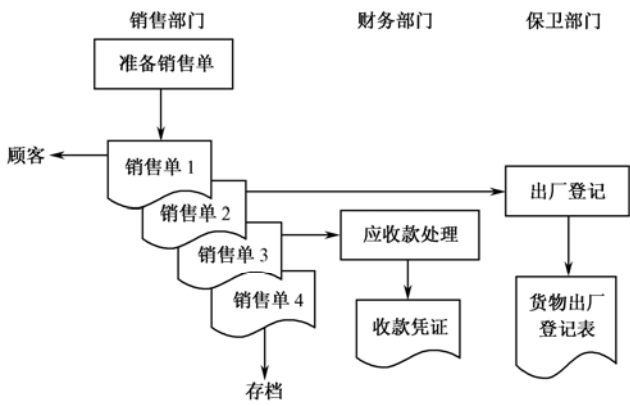 销售部门
财务部门
保卫部门
准备销售单
顾客
销售单 1
销售单 2
出厂登记
销售单 3
应收款处理
销售单 4
收款凭证
货物出厂
登记表
存档